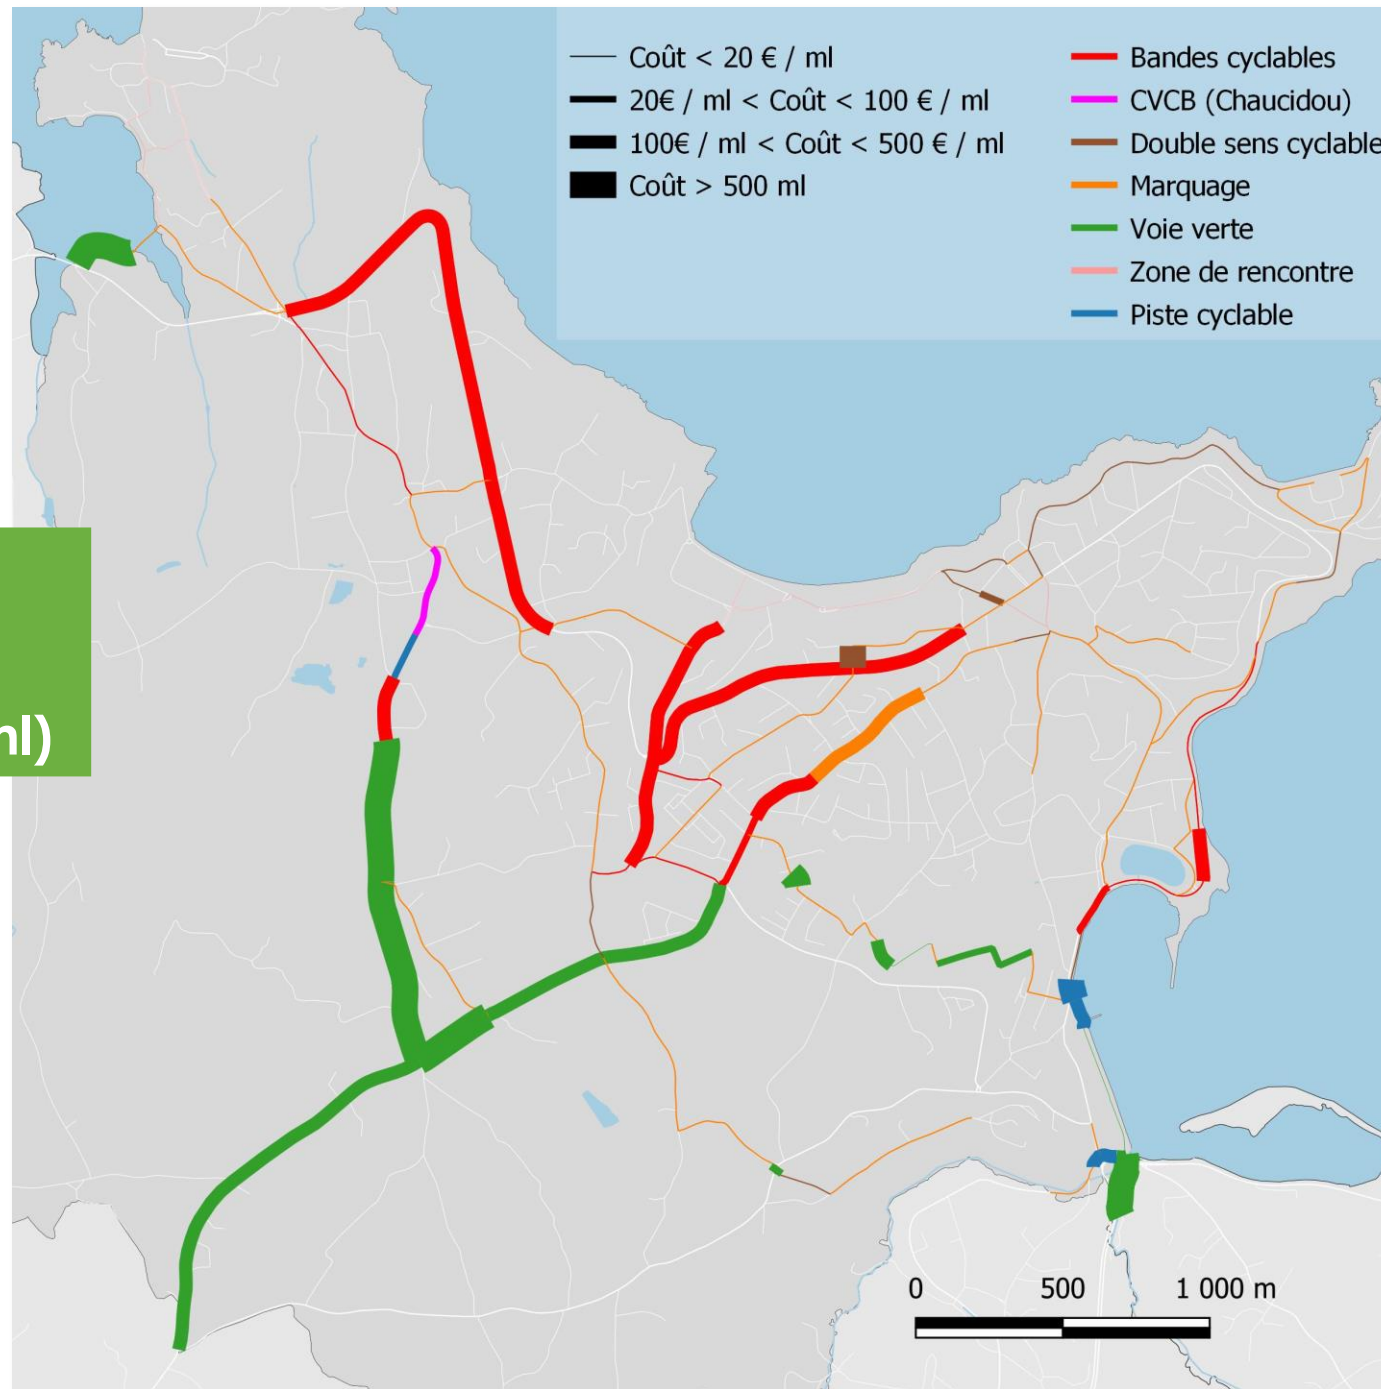 Coût < 20 € / ml
20€ / ml < Coût < 100 € / ml
100€ / ml < Coût < 500 € / ml
Coût > 500 ml
Bandes cyclables
CVCB (Chaucidou)
Double sens cyclable
Marquage
Voie verte
Zone de rencontre
Piste cyclable
0 500 1 000 m